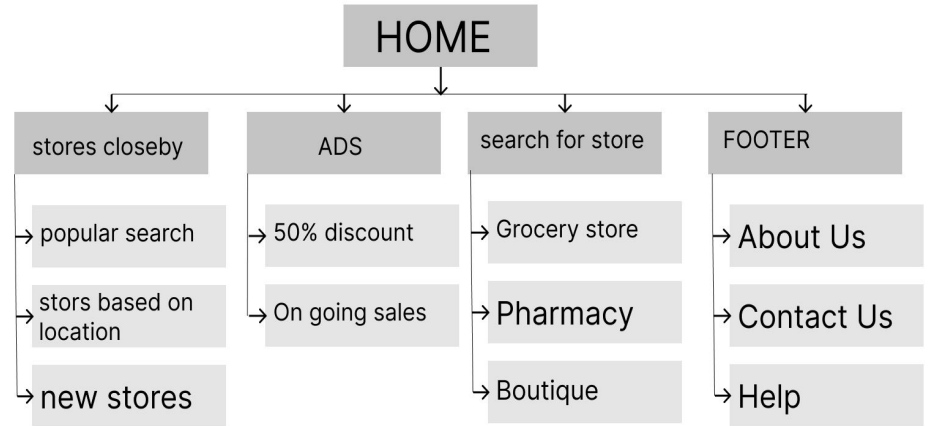 HOME
stores closeby
popular search
stors based on
location
new stores
ADS
50% discount
On going sales
search for store
Grocery store
Pharmacy
Boutique
FOOTER
About Us
Contact Us
Help